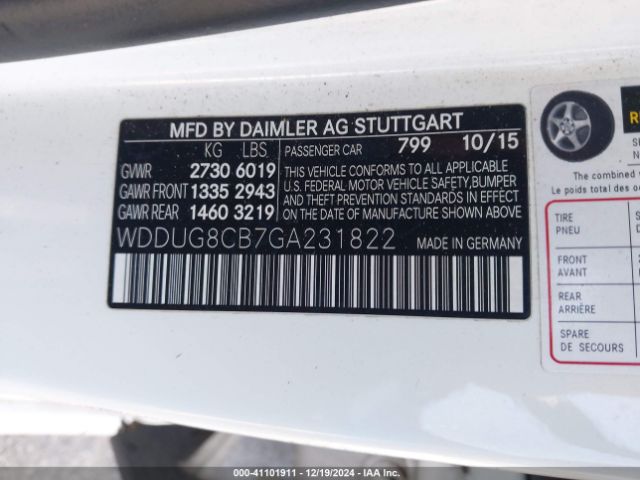 MFD BY DAIMLER AG STUTTGART
KG LBS
GVWR 2730 6019
GAWR FRONT 1335 2943
GAWR REAR 1460 3219
PASSENGER CAR 799 10/15
THIS VEHICLE CONFORMS TO ALL APPLICABLE
U.S. FEDERAL MOTOR VEHICLE SAFETY, BUMPER
AND THEFT PREVENTION STANDARDS IN EFFECT
ON THE DATE OF MANUFACTURE SHOWN ABOVE.
WDDUG8CB7GA231822 MADE IN GERMANY
The combined
Le poids total des
TIRE
PNEU
FRONT
AVANT
REAR
ARRIÈRE
SPARE
DE SECOURS
000-41101911 - 12/19/2024 - IAA Inc.